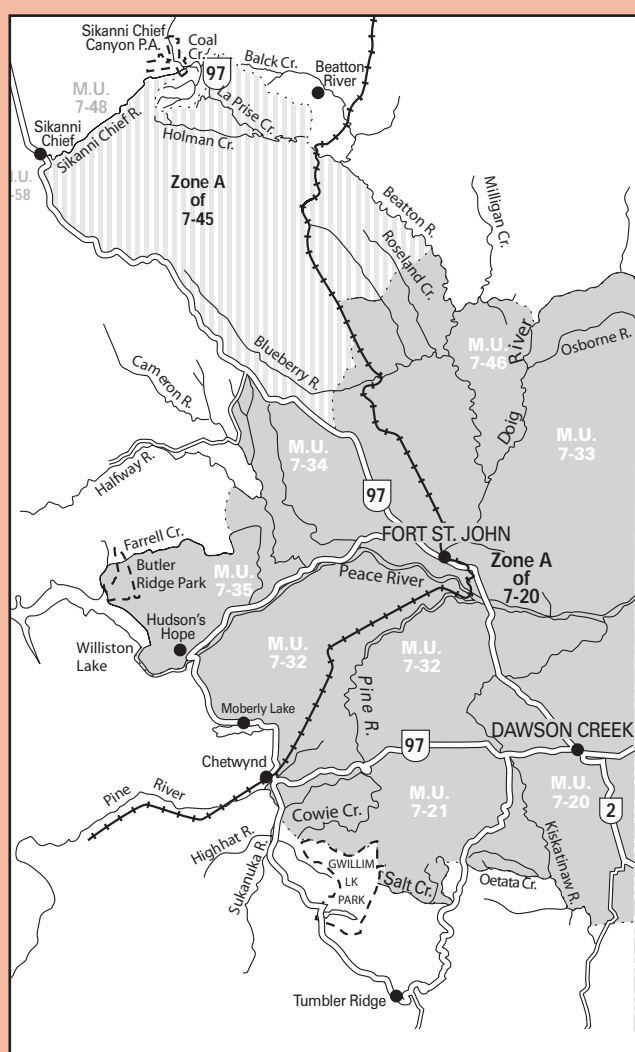 Sikanni Chief
Canyon P.A.
Coal
Cr.
97
Balck Cr.
Beatton
River
M.U.
7-48
La Prise Cr.
Sikanni
Chief
Sikanni Chief R.
Holman Cr.
M.U.
-58
Zone A
of
7-45
Beatton R.
Milligan Cr.
Roseland Cr.
Blueberry R.
M.U.
7-46
Doig River
Osborne R.
Cameron R.
M.U.
7-34
M.U.
7-33
Halfway R.
97
FORT ST. JOHN
Farrell Cr.
Butler
Ridge Park
M.U.
7-35
Peace River
Zone A
of
7-20
Hudson's
Hope
Williston
Lake
M.U.
7-32
M.U.
7-32
Pine R.
Moberly Lake
DAWSON CREEK
97
Chetwynd
Pine River
M.U.
7-21
M.U.
7-20
2
Cowie Cr.
Highhat R.
Sukanuka R.
GWILLIM
LK
PARK
Salt Cr.
Oetata Cr.
Kiskatinaw R.
Tumbler Ridge